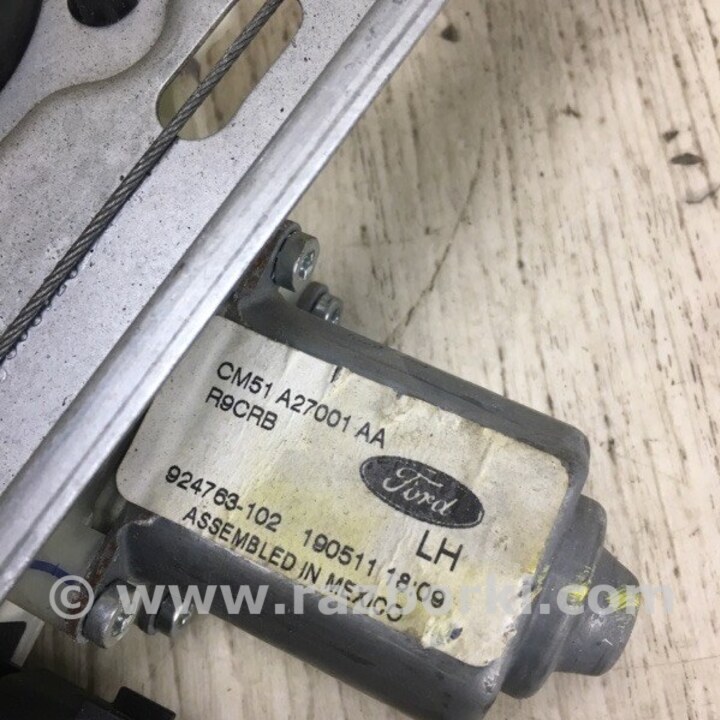 CM51 A27001 AA
R9CRB
Ford
924763-102 190511 18:09 LH
ASSEMBLED IN MEXICO
© www.razborki.com